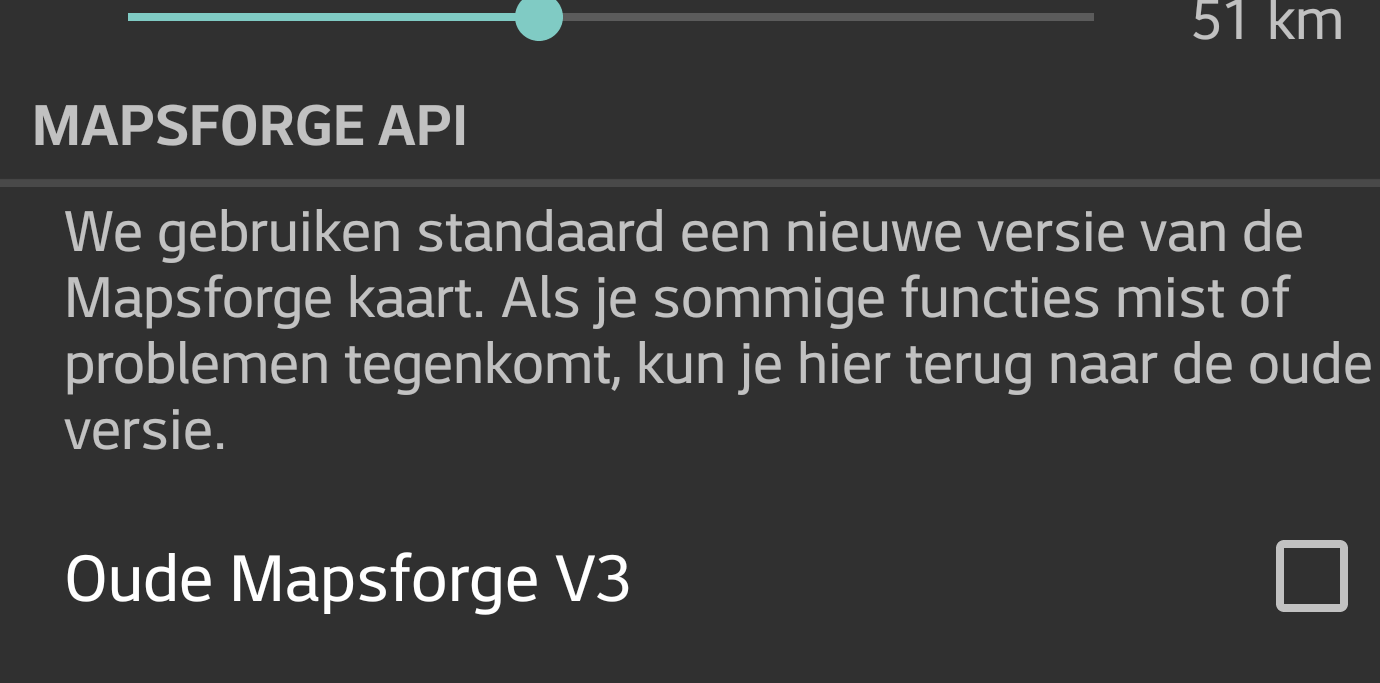 51 km
MAPSFORGE API
We gebruiken standaard een nieuwe versie van de
Mapsforge kaart. Als je sommige functies mist of
problemen tegenkomt, kun je hier terug naar de oude
versie.
Oude Mapsforge V3